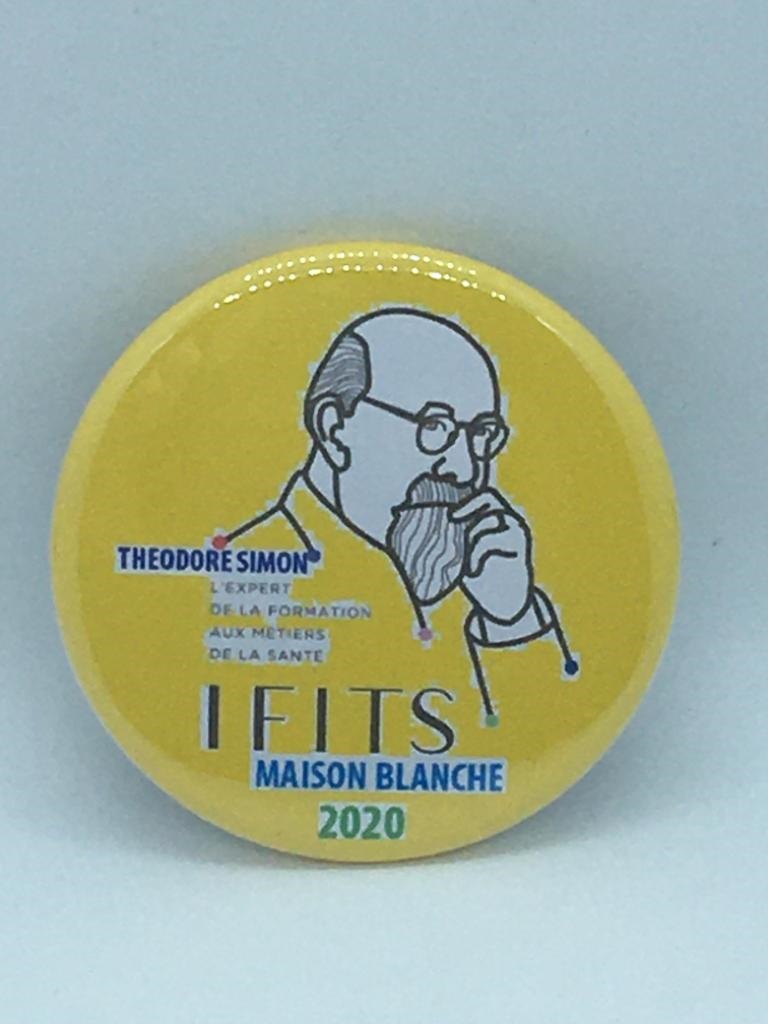 THEODORE SIMON
L'EXPERT
DE LA FORMATION
AUX METIERS
DE LA SANTE
IFITS
MAISON BLANCHE
2020